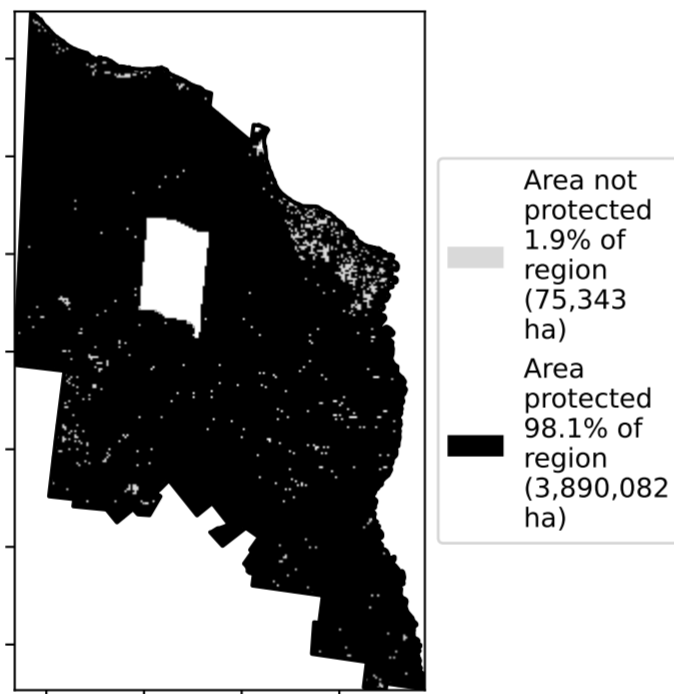 Area not
protected
1.9% of
region
(75,343
ha)
Area
protected
98.1% of
region
(3,890,082
ha)